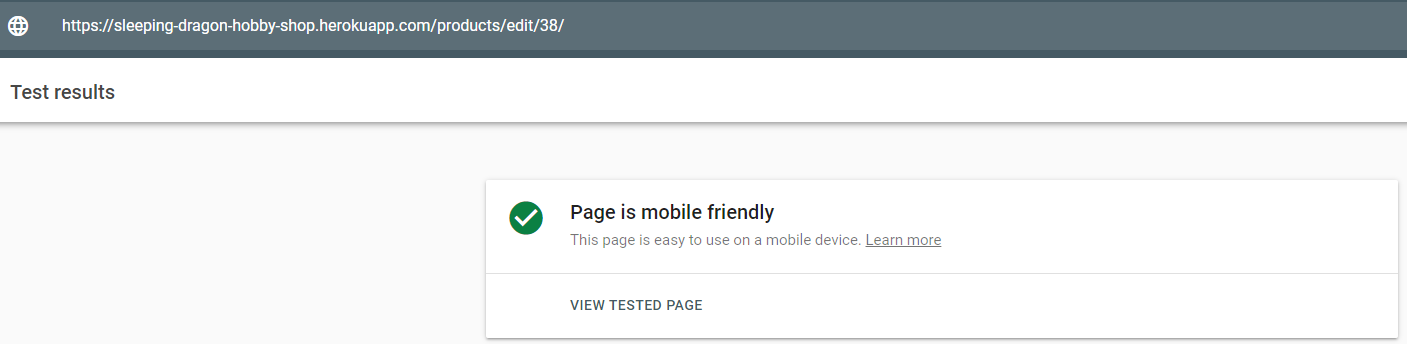 https://sleeping-dragon-hobby-shop.herokuapp.com/products/edit/38/
Test results
Page is mobile friendly
This page is easy to use on a mobile device. Learn more
VIEW TESTED PAGE